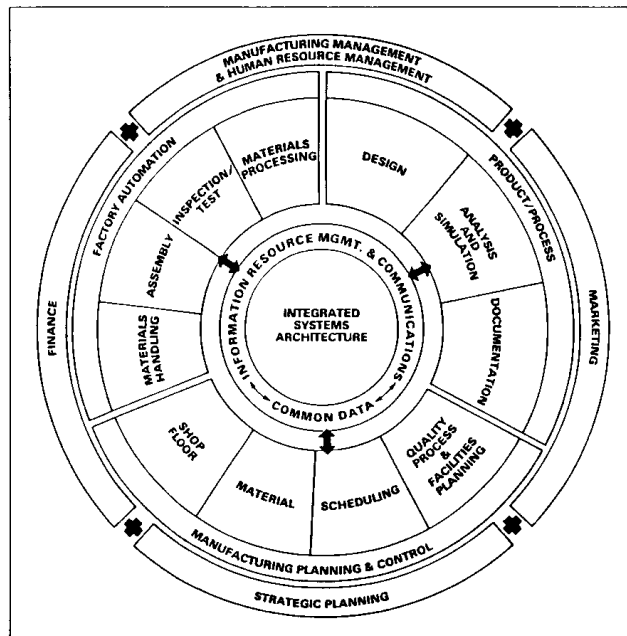 MANUFACTURING MANAGEMENT
& HUMAN RESOURCE MANAGEMENT
FACTORY AUTOMATION
PRODUCT/PROCESS
MATERIALS
PROCESSING
DESIGN
INSPECTION/
TEST
ANALYSIS
AND
SIMULATION
ASSEMBLY
INFORMATION RESOURCE MGMT. & COMMUNICATIONS
INTEGRATED
SYSTEMS
ARCHITECTURE
COMMON DATA
FINANCE
MARKETING
MATERIALS
HANDLING
DOCUMENTATION
SHOP
FLOOR
MATERIAL
SCHEDULING
QUALITY
PROCESS
&
FACILITIES
PLANNING
MANUFACTURING PLANNING & CONTROL
STRATEGIC PLANNING